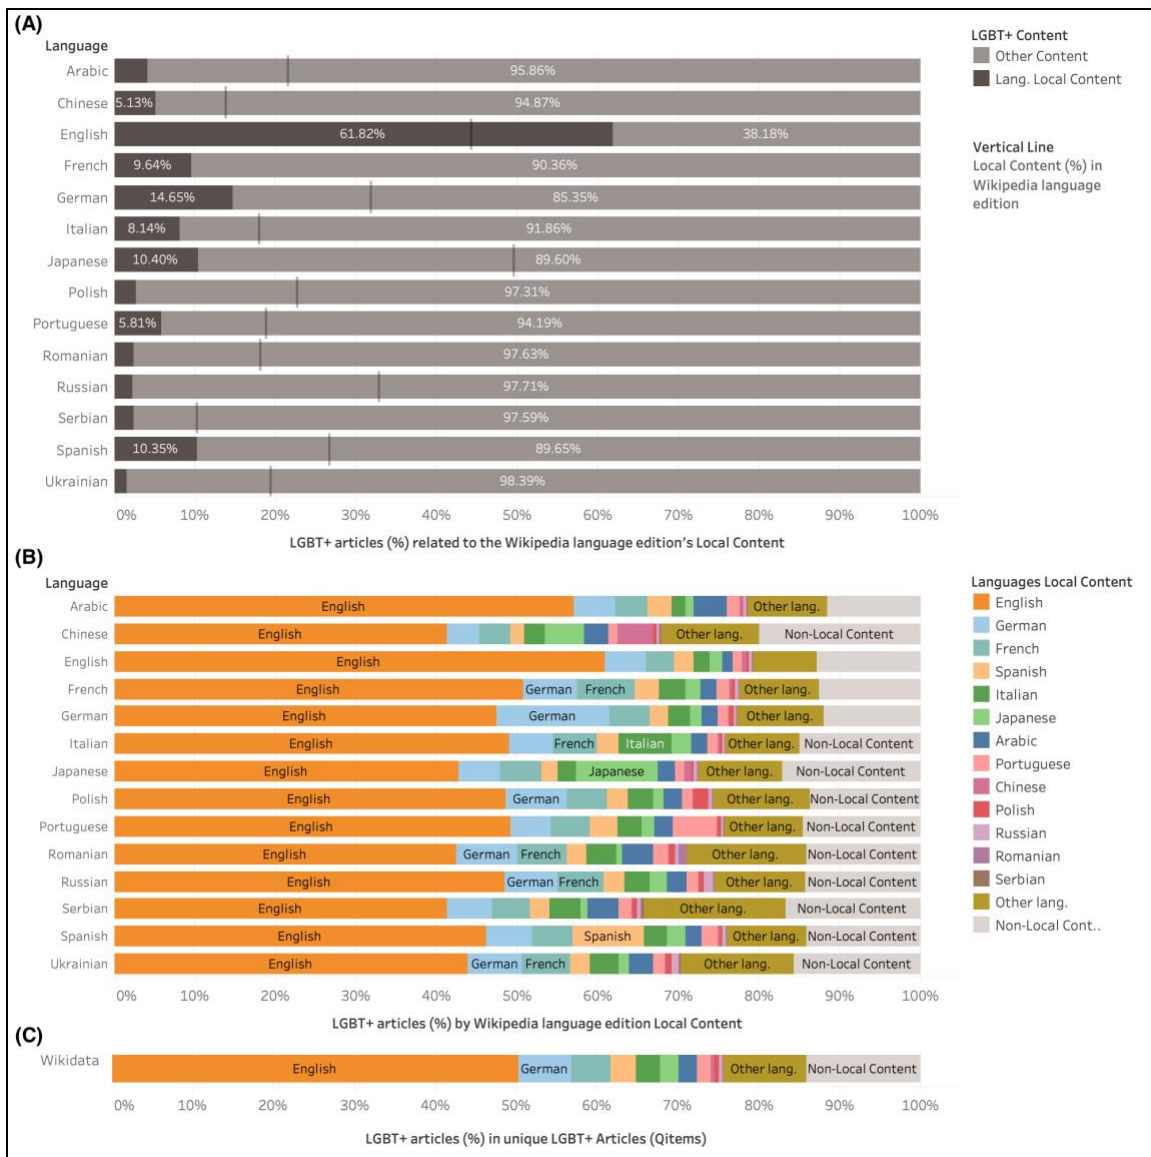 (A)
Language
LGBT+ Content
Other Content
Lang. Local Content
Vertical Line
Local Content (%) in
Wikipedia language
edition
Arabic 95.86%
Chinese 5.13% 94.87%
English 61.82% 38.18%
French 9.64% 90.36%
German 14.65% 85.35%
Italian 8.14% 91.86%
Japanese 10.40% 89.60%
Polish 97.31%
Portuguese 5.81% 94.19%
Romanian 97.63%
Russian 97.71%
Serbian 97.59%
Spanish 10.35% 89.65%
Ukrainian 98.39%
0% 10% 20% 30% 40% 50% 60% 70% 80% 90% 100%
LGBT+ articles (%) related to the Wikipedia language edition's Local Content
(B)
Language
Arabic English Other lang.
Chinese English Other lang. Non-Local Content
English English
French English German French Other lang.
German English German Other lang.
Italian English French Italian Other lang. Non-Local Content
Japanese English Japanese Other lang. Non-Local Content
Polish English German Other lang. Non-Local Content
Portuguese English Other lang. Non-Local Content
Romanian English German French Other lang. Non-Local Content
Russian English German French Other lang. Non-Local Content
Serbian English Other lang. Non-Local Content
Spanish English Spanish Other lang. Non-Local Content
Ukrainian English German French Other lang. Non-Local Content
0% 10% 20% 30% 40% 50% 60% 70% 80% 90% 100%
LGBT+ articles (%) by Wikipedia language edition Local Content
Languages Local Content
English
German
French
Spanish
Italian
Japanese
Arabic
Portuguese
Chinese
Polish
Russian
Romanian
Serbian
Other lang.
Non-Local Cont..
(C)
Wikidata English German Other lang. Non-Local Content
0% 10% 20% 30% 40% 50% 60% 70% 80% 90% 100%
LGBT+ articles (%) in unique LGBT+ Articles (Qitems)